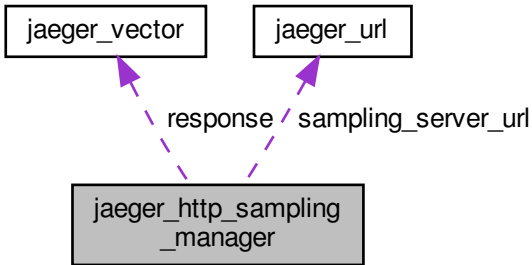 jaeger_vector
jaeger_url
response
sampling_server_url
jaeger_http_sampling
_manager